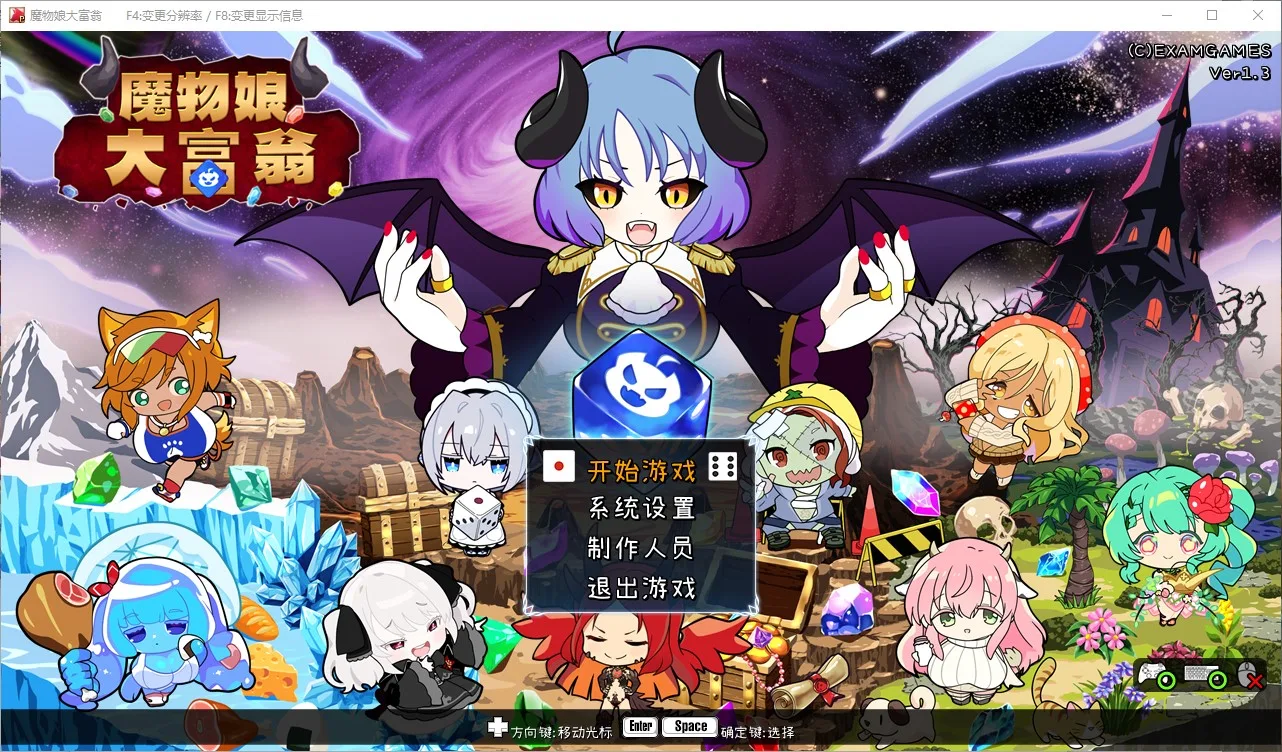 魔物娘大富翁 F4:变更分辨率 / F8:变更显示信息
(C)EXAMGAMES
Ver1.3
魔物娘
大富翁
开始游戏
系统设置
制作人员
退出游戏
方向键:移动光标 Enter Space 确定键:选择